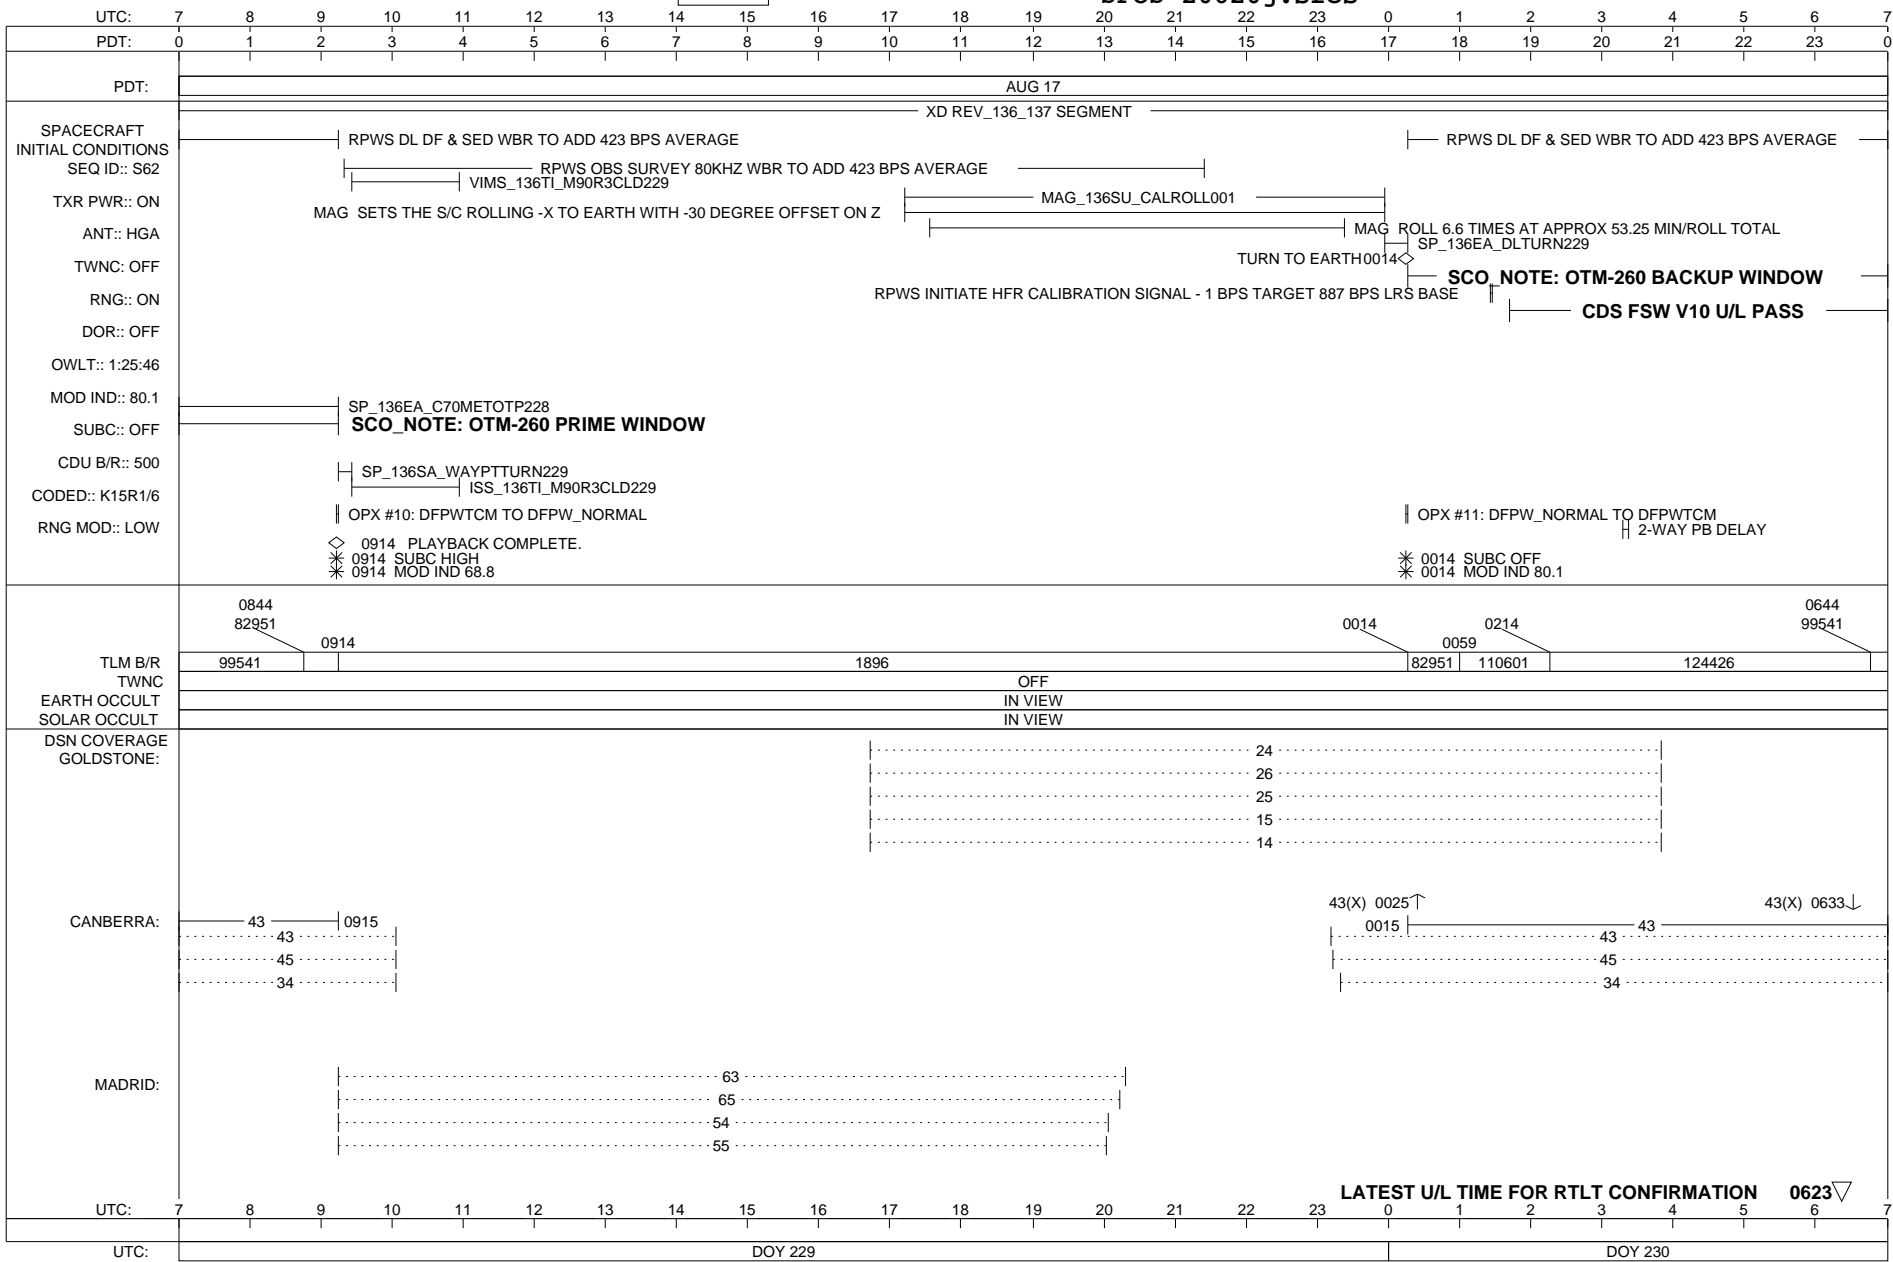 UTC: 7 8 9 10 11 12 13 14 15 16 17 18 19 20 21 22 23 0 1 2 3 4 5 6 7
PDT: 0 1 2 3 4 5 6 7 8 9 10 11 12 13 14 15 16 17 18 19 20 21 22 23 0
PDT: AUG 17
XD REV_136_137 SEGMENT
SPACECRAFT
INITIAL CONDITIONS
RPWS DL DF & SED WBR TO ADD 423 BPS AVERAGE
RPWS DL DF & SED WBR TO ADD 423 BPS AVERAGE
SEQ ID:: S62
RPWS OBS SURVEY 80KHZ WBR TO ADD 423 BPS AVERAGE
VIMS_136TI_M90R3CLD229
TXR PWR:: ON
MAG_136SU_CALROLL001
MAG SETS THE S/C ROLLING -X TO EARTH WITH -30 DEGREE OFFSET ON Z
MAG ROLL 6.6 TIMES AT APPROX 53.25 MIN/ROLL TOTAL
ANT:: HGA
SP_136EA_DLTURN229
TURN TO EARTH 0014
TWNC: OFF
SCO_NOTE: OTM-260 BACKUP WINDOW
RPWS INITIATE HFR CALIBRATION SIGNAL - 1 BPS TARGET 887 BPS LRS BASE
RNG:: ON
CDS FSW V10 U/L PASS
DOR:: OFF
OWLT:: 1:25:46
MOD IND:: 80.1
SP_136EA_C70METOTP228
SCO_NOTE: OTM-260 PRIME WINDOW
SUBC:: OFF
CDU B/R:: 500
SP_136SA_WAYPTTURN229
ISS_136TI_M90R3CLD229
CODED:: K15R1/6
OPX #10: DFPWTCM TO DFPW_NORMAL
OPX #11: DFPW_NORMAL TO DFPWTCM
RNG MOD:: LOW
2-WAY PB DELAY
0914 PLAYBACK COMPLETE.
0914 SUBC HIGH
0014 SUBC OFF
0914 MOD IND 68.8
0014 MOD IND 80.1
0844 0644
82951 0014 0214 99541
0914 0059
TLM B/R 99541 1896 82951 110601 124426
TWNC OFF
EARTH OCCULT IN VIEW
SOLAR OCCULT IN VIEW
DSN COVERAGE
GOLDSTONE:
24
26
25
15
14
43(X) 0025 43(X) 0633
CANBERRA: 43 0915 0015 43
43 43
45 45
34 34
MADRID:
63
65
54
55
LATEST U/L TIME FOR RTLT CONFIRMATION 0623
UTC: 7 8 9 10 11 12 13 14 15 16 17 18 19 20 21 22 23 0 1 2 3 4 5 6 7
UTC: DOY 229 DOY 230